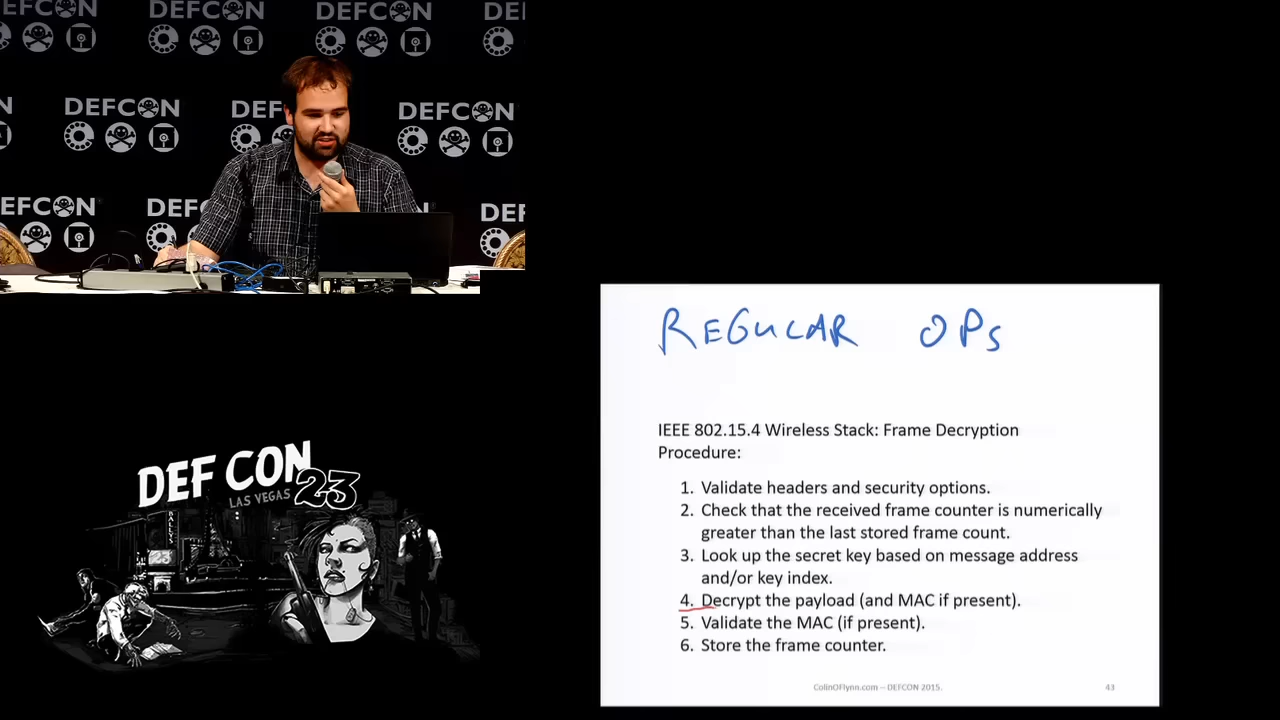 DEFCON DEFCON DEFCON
DEFCON DEFCON DEFCON
DEFCON
REGULAR OPs
IEEE 802.15.4 Wireless Stack: Frame Decryption
Procedure:
1. Validate headers and security options.
2. Check that the received frame counter is numerically
greater than the last stored frame count.
3. Look up the secret key based on message address
and/or key index.
4. Decrypt the payload (and MAC if present).
5. Validate the MAC (if present).
6. Store the frame counter.
ColinOFlynn.com – DEFCON 2015.
43
DEF CON
LAS VEGAS 23
BALLYS